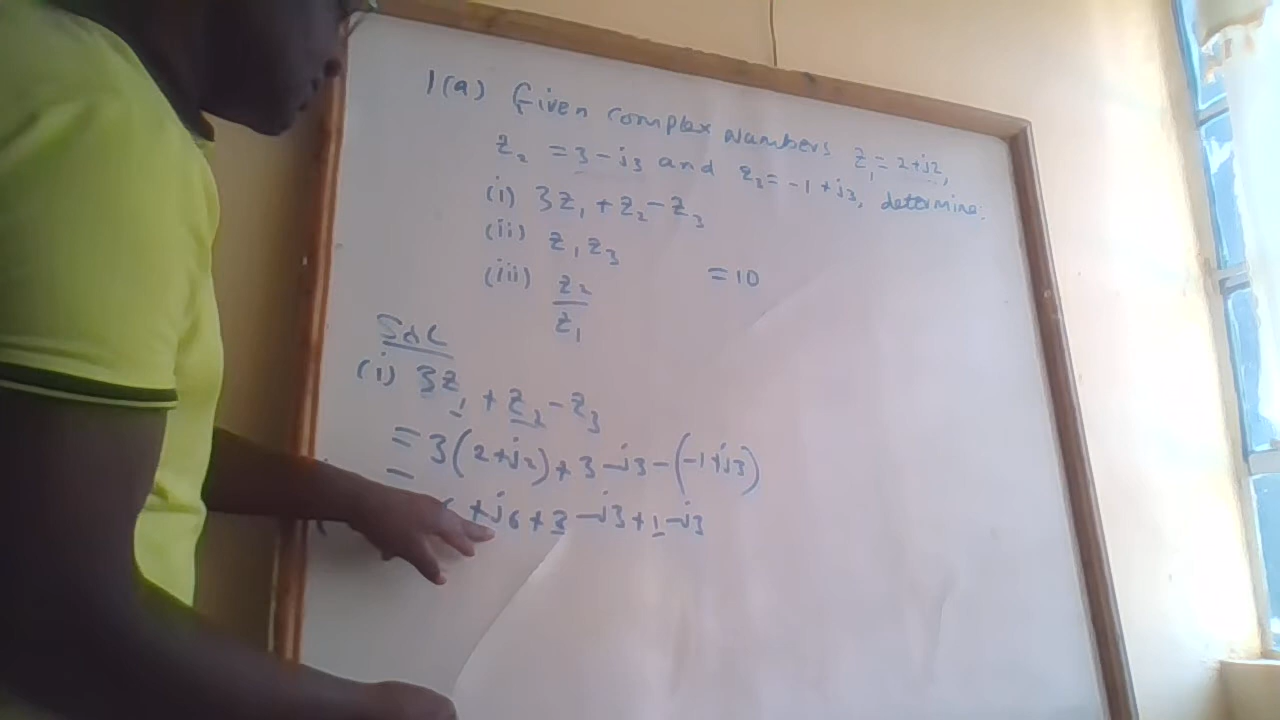 1(a) Given complex numbers z₁ = 2+j2,
z₂ = 3-j3 and z₃ = -1+j3, determine:
(i) 3z₁ + z₂ - z₃
(ii) z₁z₃
(iii) z₂/z₁ = 10
Sol
(i) 3z₁ + z₂ - z₃
= 3(2+j2) + 3-j3 - (-1+j3)
= 6 +j6 +3 -j3 +1 -j3